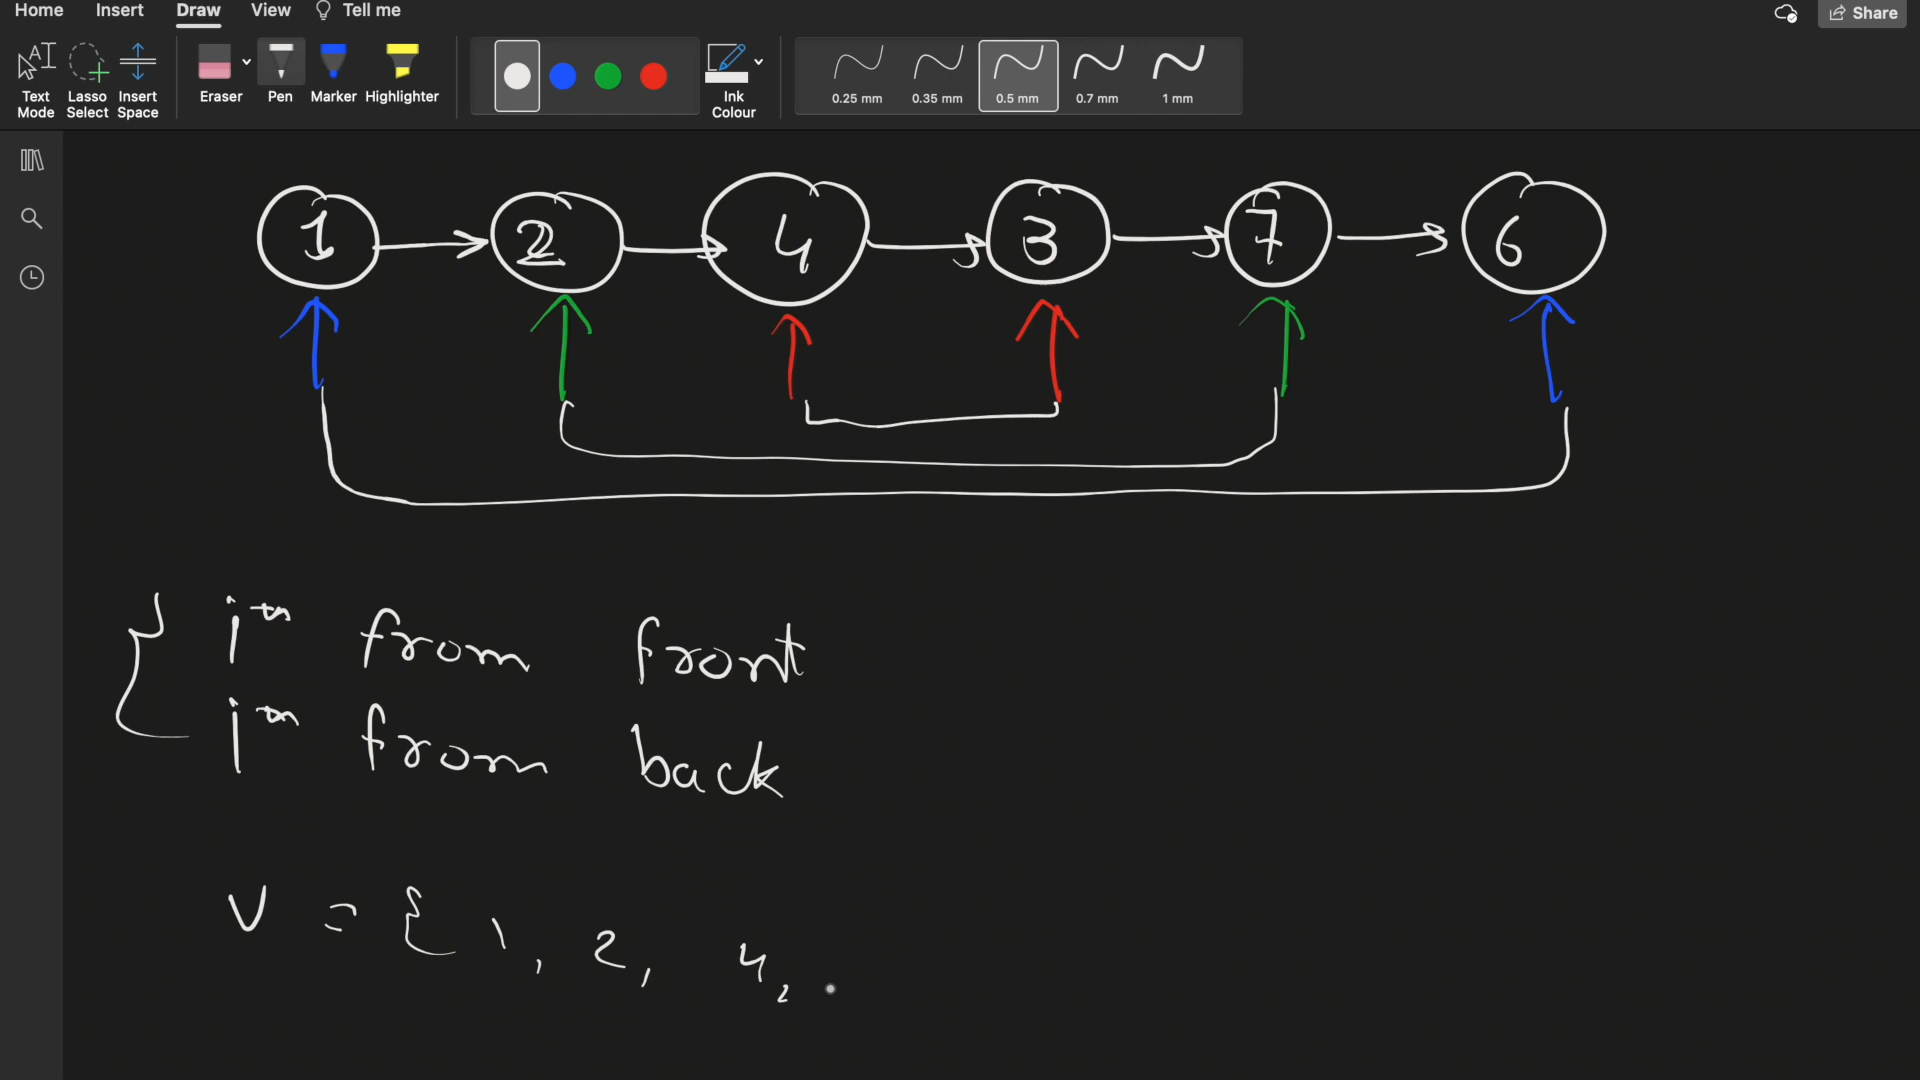 Home Insert Draw View Tell me Share
Text Mode Lasso Select Insert Space Eraser Pen Marker Highlighter Ink Colour 0.25 mm 0.35 mm 0.5 mm 0.7 mm 1 mm
1 2 4 3 7 6
ith from front
ith from back
V = { 1, 2, 4,